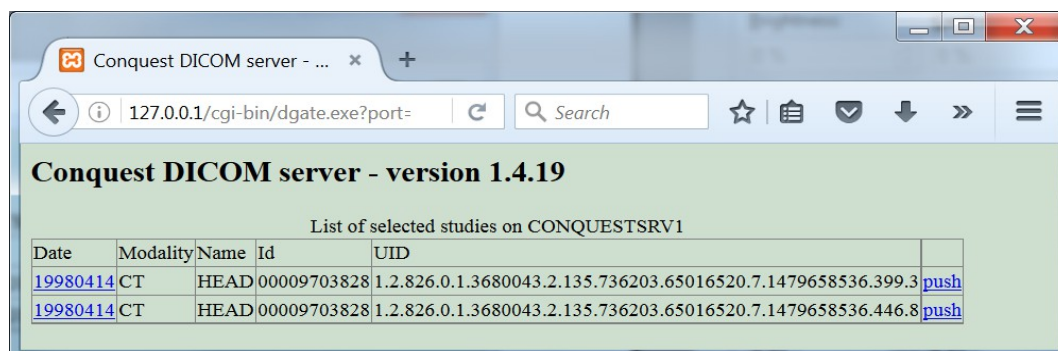 Conquest DICOM server - ...
127.0.0.1/cgi-bin/dgate.exe?port=
Search
Conquest DICOM server - version 1.4.19
List of selected studies on CONQUESTSRV1
Date Modality Name Id UID
19980414 CT HEAD 00009703828 1.2.826.0.1.3680043.2.135.736203.65016520.7.1479658536.399.3 push
19980414 CT HEAD 00009703828 1.2.826.0.1.3680043.2.135.736203.65016520.7.1479658536.446.8 push